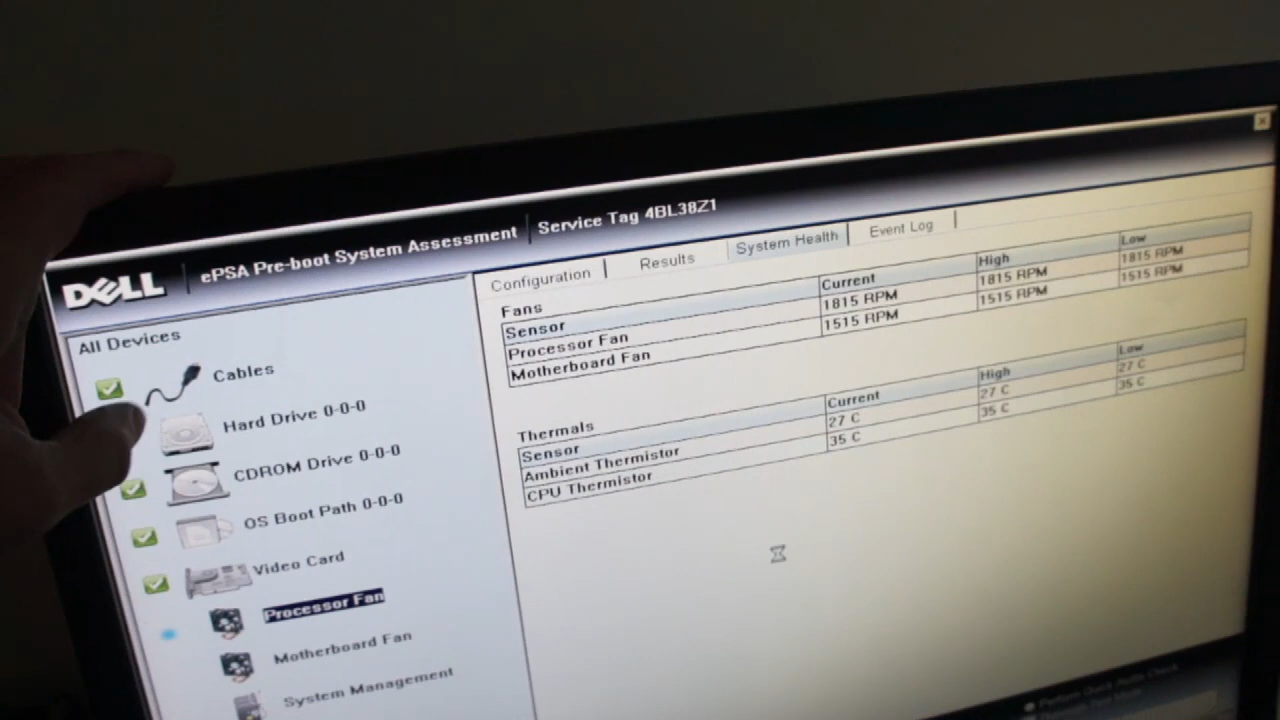 DELL
ePSA Pre-boot System Assessment
Service Tag 4BL38Z1
All Devices
Cables
Hard Drive 0-0-0
CDROM Drive 0-0-0
OS Boot Path 0-0-0
Video Card
Processor Fan
Motherboard Fan
System Management
Configuration Results System Health Event Log
Fans
Sensor Current High Low
Processor Fan 1815 RPM 1815 RPM 1815 RPM
Motherboard Fan 1515 RPM 1515 RPM 1515 RPM
Thermals
Sensor Current High Low
Ambient Thermistor 27 C 27 C 27 C
CPU Thermistor 35 C 35 C 35 C